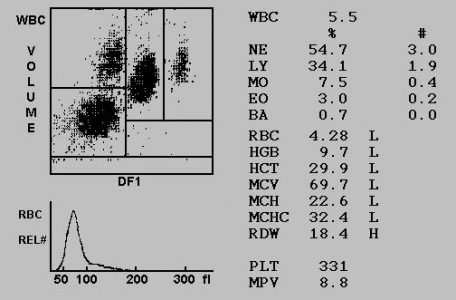 WBC
V
O
L
U
M
E
DF1
RBC
REL#
50 100 200 300 fl
WBC 5.5
% #
NE 54.7 3.0
LY 34.1 1.9
MO 7.5 0.4
EO 3.0 0.2
BA 0.7 0.0
RBC 4.28 L
HGB 9.7 L
HCT 29.9 L
MCV 69.7 L
MCH 22.6 L
MCHC 32.4 L
RDW 18.4 H
PLT 331
MPV 8.8